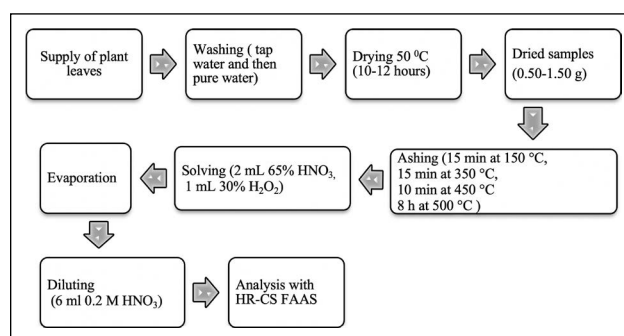 Supply of plant
leaves
Washing ( tap
water and then
pure water)
Drying 50 ⁰C
(10-12 hours)
Dried samples
(0.50-1.50 g)
Ashing (15 min at 150 °C,
15 min at 350 °C,
10 min at 450 °C
8 h at 500 °C )
Solving (2 mL 65% HNO₃,
1 mL 30% H₂O₂)
Evaporation
Diluting
(6 ml 0.2 M HNO₃)
Analysis with
HR-CS FAAS